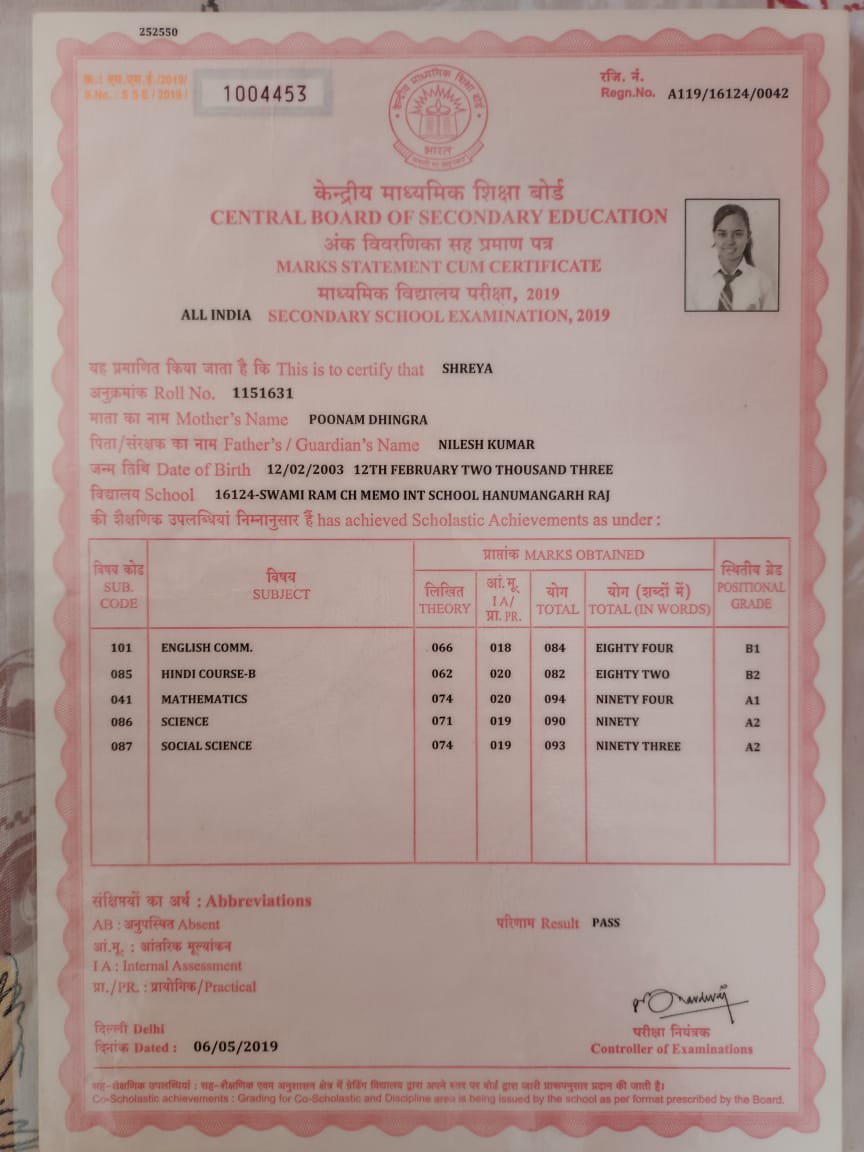 252550
क्र.: एस.एस.ई./2019/
S.No. : S S E / 2019 /
1004453
केन्द्रीय माध्यमिक शिक्षा बोर्ड
भारत
रजि. नं.
Regn.No. A119/16124/0042
केन्द्रीय माध्यमिक शिक्षा बोर्ड
CENTRAL BOARD OF SECONDARY EDUCATION
अंक विवरणिका सह प्रमाण पत्र
MARKS STATEMENT CUM CERTIFICATE
माध्यमिक विद्यालय परीक्षा, 2019
ALL INDIA SECONDARY SCHOOL EXAMINATION, 2019
यह प्रमाणित किया जाता है कि This is to certify that SHREYA
अनुक्रमांक Roll No. 1151631
माता का नाम Mother's Name POONAM DHINGRA
पिता/संरक्षक का नाम Father's / Guardian's Name NILESH KUMAR
जन्म तिथि Date of Birth 12/02/2003 12TH FEBRUARY TWO THOUSAND THREE
विद्यालय School 16124-SWAMI RAM CH MEMO INT SCHOOL HANUMANGARH RAJ
की शैक्षणिक उपलब्धियां निम्नानुसार हैं has achieved Scholastic Achievements as under :
विषय कोड SUB. CODE
विषय SUBJECT
प्राप्तांक MARKS OBTAINED
लिखित THEORY
आं.मू. I A/ प्रा. PR.
योग TOTAL
योग (शब्दों में) TOTAL (IN WORDS)
स्थितीय ग्रेड POSITIONAL GRADE
101 ENGLISH COMM. 066 018 084 EIGHTY FOUR B1
085 HINDI COURSE-B 062 020 082 EIGHTY TWO B2
041 MATHEMATICS 074 020 094 NINETY FOUR A1
086 SCIENCE 071 019 090 NINETY A2
087 SOCIAL SCIENCE 074 019 093 NINETY THREE A2
संक्षिपयों का अर्थ : Abbreviations
AB : अनुपस्थित Absent
परिणाम Result PASS
आं.मू. : आंतरिक मूल्यांकन
I A : Internal Assessment
प्रा./PR. : प्रायोगिक/Practical
दिल्ली Delhi
दिनांक Dated : 06/05/2019
परीक्षा नियंत्रक
Controller of Examinations
सह-शैक्षणिक उपलब्धियां : सह-शैक्षणिक एवम अनुशासन क्षेत्र में ग्रेडिंग विद्यालय द्वारा अपने स्तर पर बोर्ड द्वारा जारी प्रारूपनुसार प्रदान की जाती है।
Co-Scholastic achievements : Grading for Co-Scholastic and Discipline area is being issued by the school as per format prescribed by the Board.